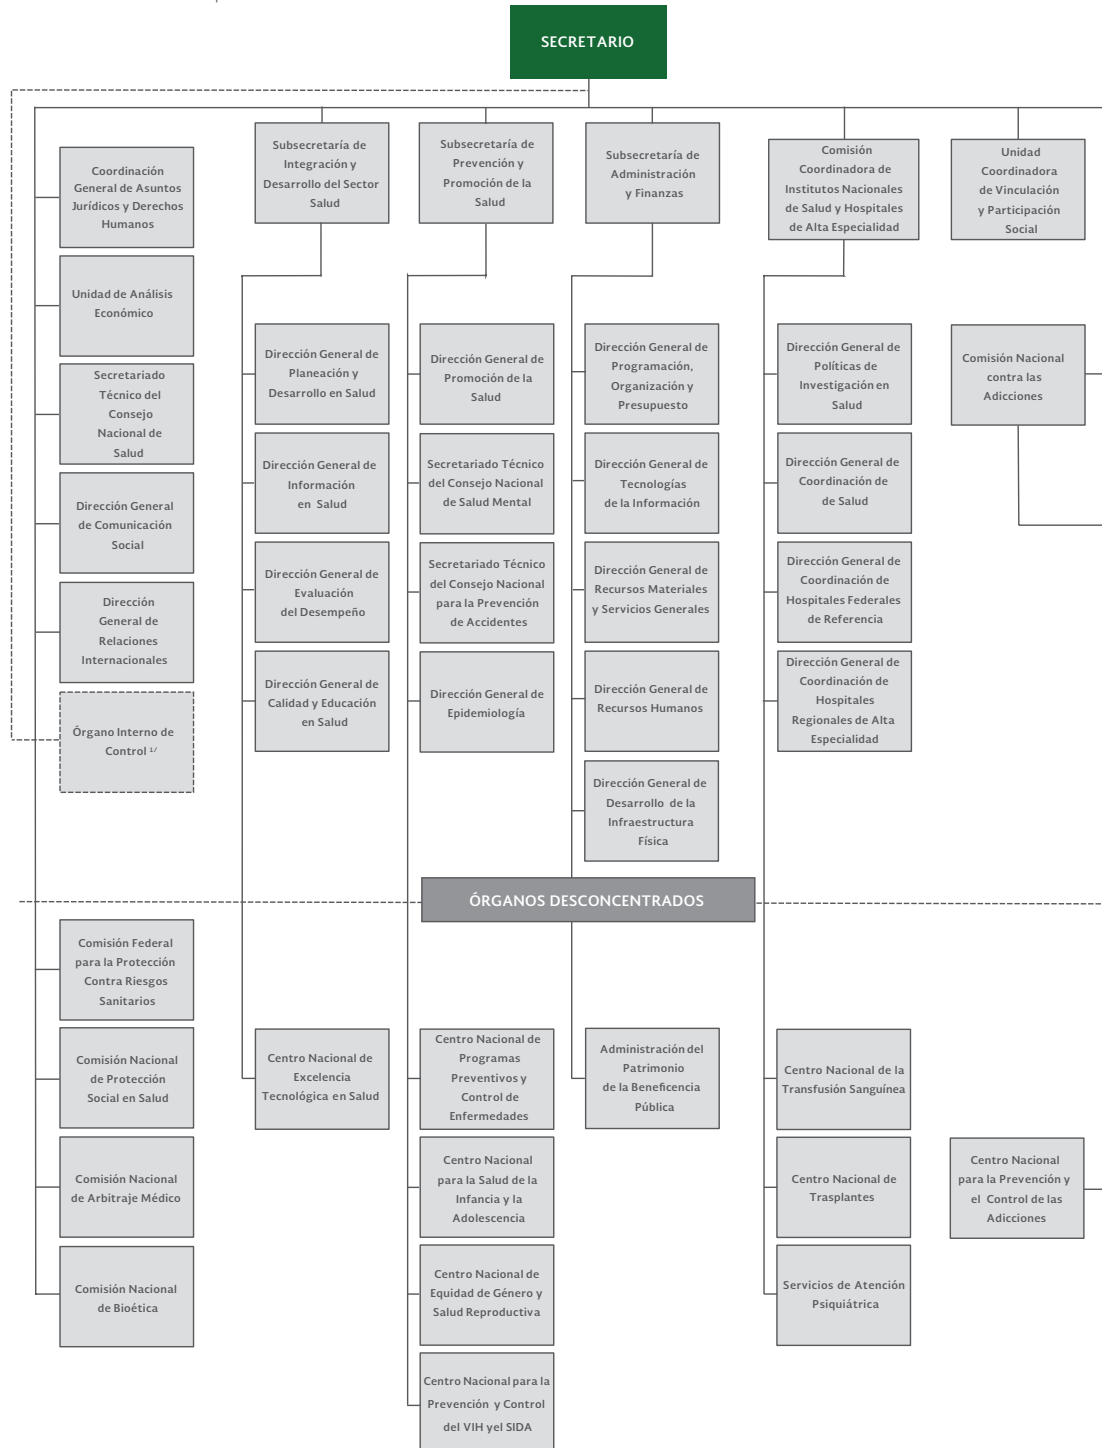 SECRETARIO
Coordinación
General de Asuntos
Jurídicos y Derechos
Humanos
Subsecretaría de
Integración y
Desarrollo del Sector
Salud
Subsecretaría de
Prevención y
Promoción de la
Salud
Subsecretaría de
Administración
y Finanzas
Comisión
Coordinadora de
Institutos Nacionales
de Salud y Hospitales
de Alta Especialidad
Unidad
Coordinadora
de Vinculación
y Participación
Social
Unidad de Análisis
Económico
Secretariado
Técnico del
Consejo
Nacional de
Salud
Dirección General
de Comunicación
Social
Dirección
General de
Relaciones
Internacionales
Órgano Interno de
Control 1/
Dirección General de
Planeación y
Desarrollo en Salud
Dirección General de
Información
en Salud
Dirección General de
Evaluación
del Desempeño
Dirección General de
Calidad y Educación
en Salud
Dirección General de
Promoción de la
Salud
Secretariado Técnico
del Consejo Nacional
de Salud Mental
Secretariado Técnico
del Consejo Nacional
para la Prevención
de Accidentes
Dirección General de
Epidemiología
Dirección General de
Programación,
Organización y
Presupuesto
Dirección General de
Tecnologías
de la Información
Dirección General de
Recursos Materiales
y Servicios Generales
Dirección General de
Recursos Humanos
Dirección General de
Desarrollo de la
Infraestructura
Física
Dirección General de
Políticas de
Investigación en
Salud
Dirección General de
Coordinación de
de Salud
Dirección General de
Coordinación de
Hospitales Federales
de Referencia
Dirección General de
Coordinación de
Hospitales
Regionales de Alta
Especialidad
Comisión Nacional
contra las
Adicciones
ÓRGANOS DESCONCENTRADOS
Comisión Federal
para la Protección
Contra Riesgos
Sanitarios
Comisión Nacional
de Protección
Social en Salud
Comisión Nacional
de Arbitraje Médico
Comisión Nacional
de Bioética
Centro Nacional de
Excelencia
Tecnológica en Salud
Centro Nacional de
Programas
Preventivos y
Control de
Enfermedades
Centro Nacional
para la Salud de la
Infancia y la
Adolescencia
Centro Nacional de
Equidad de Género y
Salud Reproductiva
Centro Nacional para la
Prevención y Control
del VIH yel SIDA
Administración del
Patrimonio
de la Beneficencia
Pública
Centro Nacional de la
Transfusión Sanguínea
Centro Nacional de
Trasplantes
Servicios de Atención
Psiquiátrica
Centro Nacional
para la Prevención y
el Control de las
Adicciones